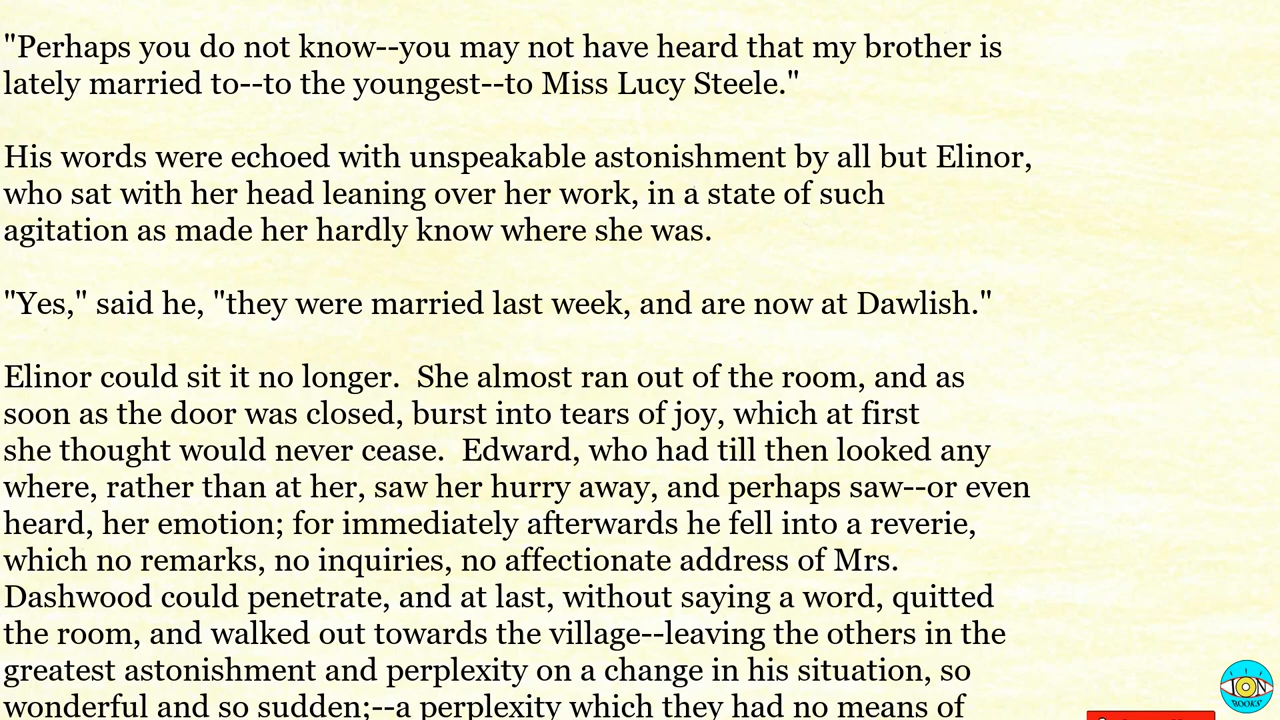 "Perhaps you do not know--you may not have heard that my brother is
lately married to--to the youngest--to Miss Lucy Steele."
His words were echoed with unspeakable astonishment by all but Elinor,
who sat with her head leaning over her work, in a state of such
agitation as made her hardly know where she was.
"Yes," said he, "they were married last week, and are now at Dawlish."
Elinor could sit it no longer.  She almost ran out of the room, and as
soon as the door was closed, burst into tears of joy, which at first
she thought would never cease.  Edward, who had till then looked any
where, rather than at her, saw her hurry away, and perhaps saw--or even
heard, her emotion; for immediately afterwards he fell into a reverie,
which no remarks, no inquiries, no affectionate address of Mrs.
Dashwood could penetrate, and at last, without saying a word, quitted
the room, and walked out towards the village--leaving the others in the
greatest astonishment and perplexity on a change in his situation, so
wonderful and so sudden;--a perplexity which they had no means of
ION
BOOKS